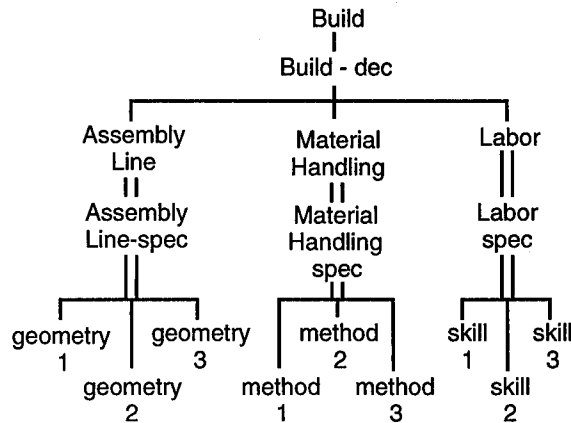 Build
Build - dec
Assembly
Line
Material
Handling
Labor
Assembly
Line-spec
Material
Handling
spec
Labor
spec
geometry
1
geometry
2
geometry
3
method
1
method
2
method
3
skill
1
skill
2
skill
3